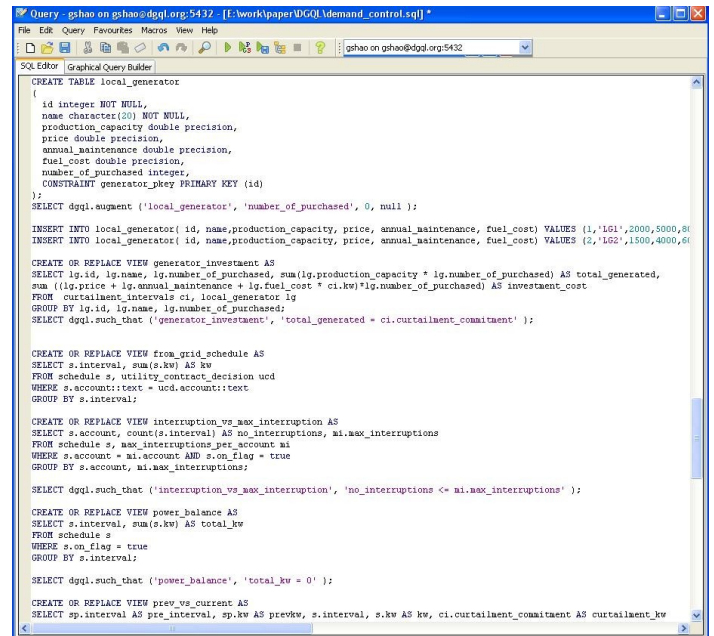 Query - gshao on gshao@dgql.org:5432 - [E:\work\paper\DGQL\demand_control.sql] *
File Edit Query Favourites Macros View Help
gshao on gshao@dgql.org:5432
SQL Editor Graphical Query Builder
CREATE TABLE local_generator
(
id integer NOT NULL,
name character(20) NOT NULL,
production_capacity double precision,
price double precision,
annual_maintenance double precision,
fuel_cost double precision,
number_of_purchased integer,
CONSTRAINT generator_pkey PRIMARY KEY (id)
);
SELECT dgql.augment ('local_generator', 'number_of_purchased', 0, null );
INSERT INTO local_generator( id, name,production_capacity, price, annual_maintenance, fuel_cost) VALUES (1,'LG1',2000,5000,80
INSERT INTO local_generator( id, name,production_capacity, price, annual_maintenance, fuel_cost) VALUES (2,'LG2',1500,4000,60
CREATE OR REPLACE VIEW generator_investment AS
SELECT lg.id, lg.name, lg.number_of_purchased, sum(lg.production_capacity * lg.number_of_purchased) AS total_generated,
sum ((lg.price + lg.annual_maintenance + lg.fuel_cost * ci.kw)*lg.number_of_purchased) AS investment_cost
FROM curtailment_intervals ci, local_generator lg
GROUP BY lg.id, lg.name, lg.number_of_purchased;
SELECT dgql.such_that ('generator_investment', 'total_generated = ci.curtailment_commitment' );
CREATE OR REPLACE VIEW from_grid_schedule AS
SELECT s.interval, sum(s.kw) AS kw
FROM schedule s, utility_contract_decision ucd
WHERE s.account::text = ucd.account::text
GROUP BY s.interval;
CREATE OR REPLACE VIEW interruption_vs_max_interruption AS
SELECT s.account, count(s.interval) AS no_interruptions, mi.max_interruptions
FROM schedule s, max_interruptions_per_account mi
WHERE s.account = mi.account AND s.on_flag = true
GROUP BY s.account, mi.max_interruptions;
SELECT dgql.such_that ('interruption_vs_max_interruption', 'no_interruptions <= mi.max_interruptions' );
CREATE OR REPLACE VIEW power_balance AS
SELECT s.interval, sum(s.kw) AS total_kw
FROM schedule s
WHERE s.on_flag = true
GROUP BY s.interval;
SELECT dgql.such_that ('power_balance', 'total_kw = 0' );
CREATE OR REPLACE VIEW prev_vs_current AS
SELECT sp.interval AS pre_interval, sp.kw AS prevkw, s.interval, s.kw AS kw, ci.curtailment_commitment AS curtailment_kw